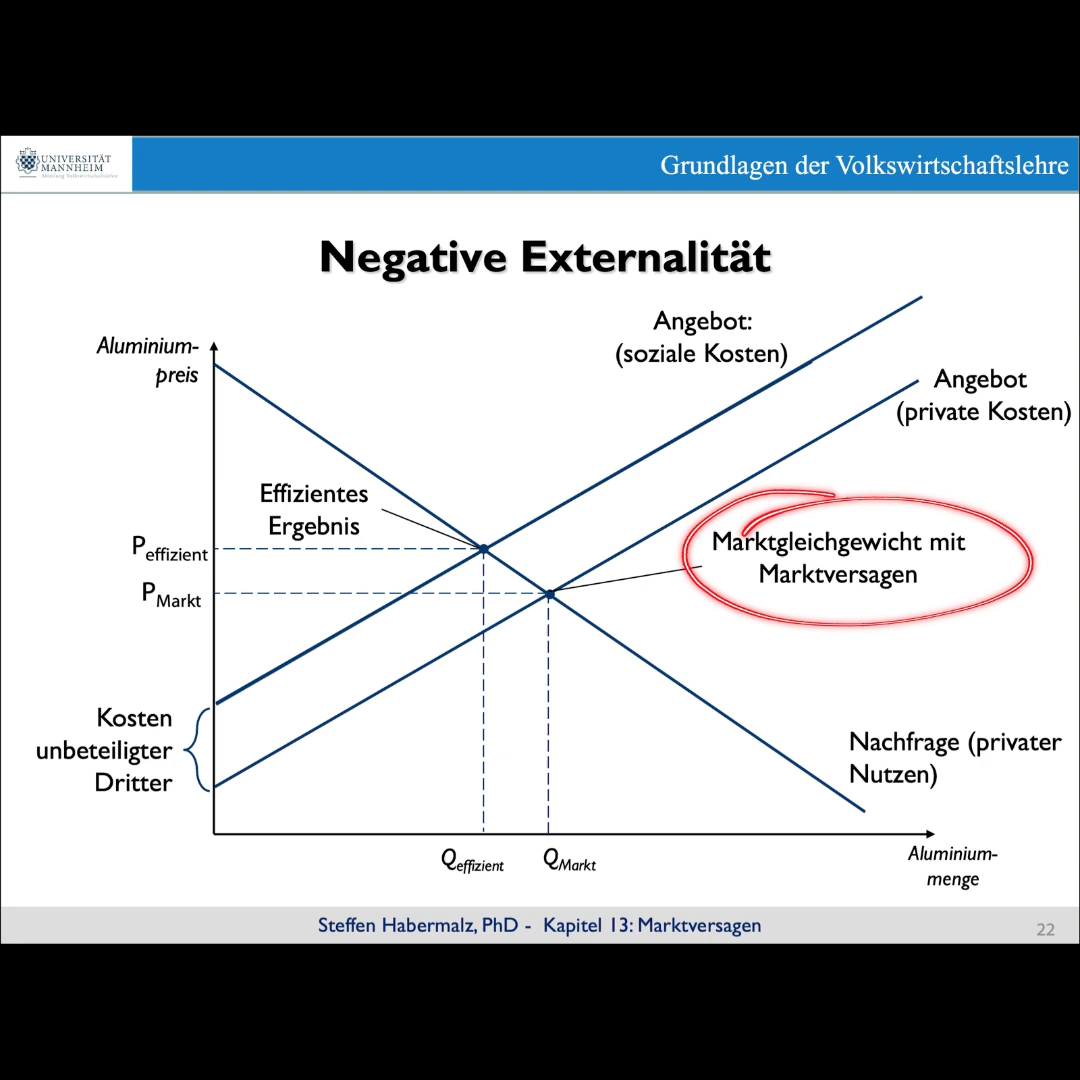 UNIVERSITÄT
MANNHEIM
Grundlagen der Volkswirtschaftslehre
Negative Externalität
Aluminium-
preis
Angebot:
(soziale Kosten)
Angebot
(private Kosten)
Effizientes
Ergebnis
Marktgleichgewicht mit
Marktversagen
Peffizient
PMarkt
Kosten
unbeteiligter
Dritter
Nachfrage (privater
Nutzen)
Qeffizient
QMarkt
Aluminium-
menge
Steffen Habermalz, PhD - Kapitel 13: Marktversagen
22